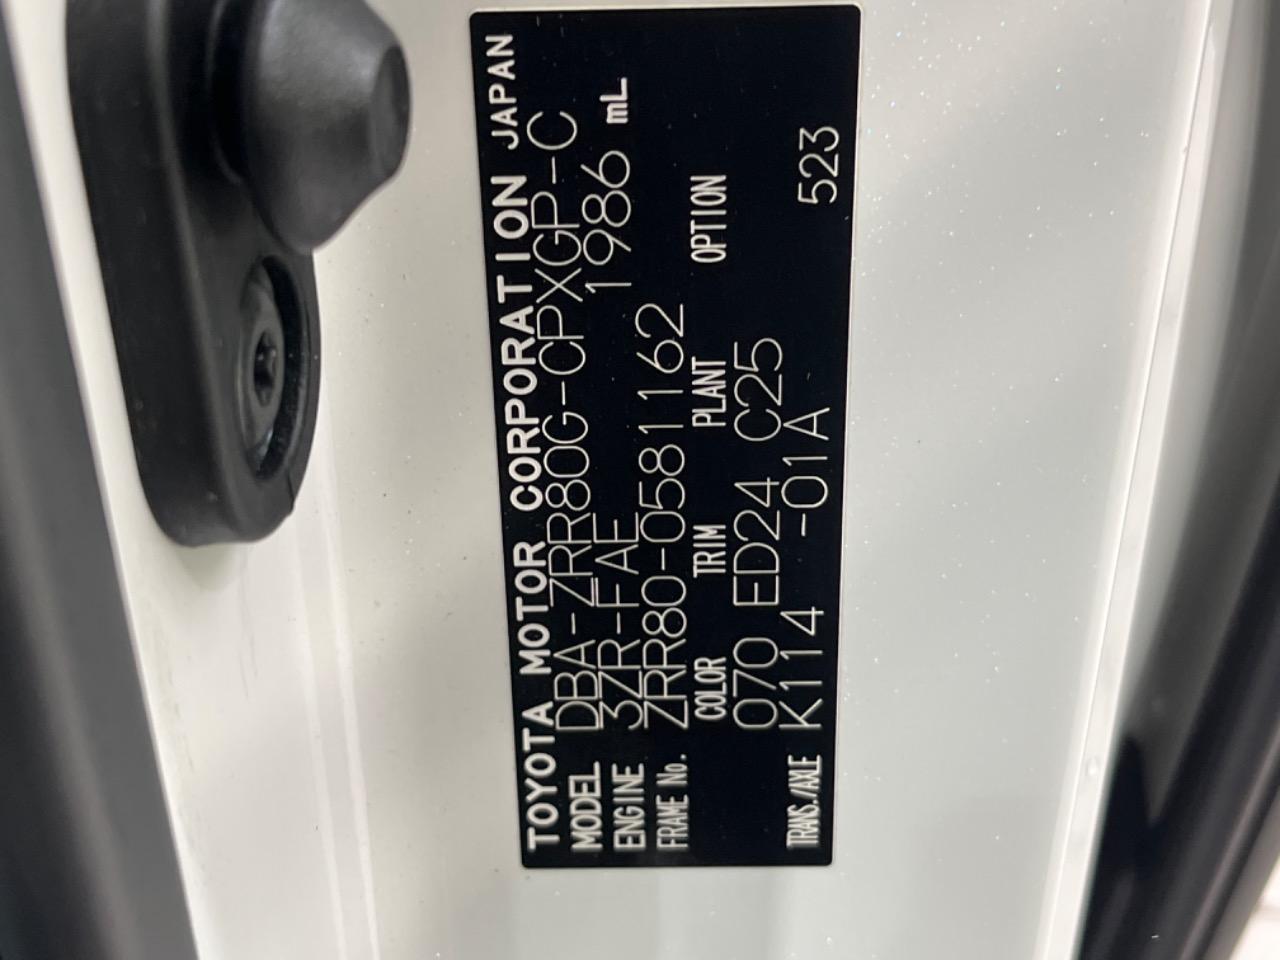 TOYOTA MOTOR CORPORATION JAPAN
MODEL DBA-ZRR80G-CPXGP-C
ENGINE 3ZR-FAE 1986 mL
FRAME No. ZRR80-0581162
COLOR TRIM PLANT OPTION
070 ED24 C25
TRANS./AXLE K114 -01A 523